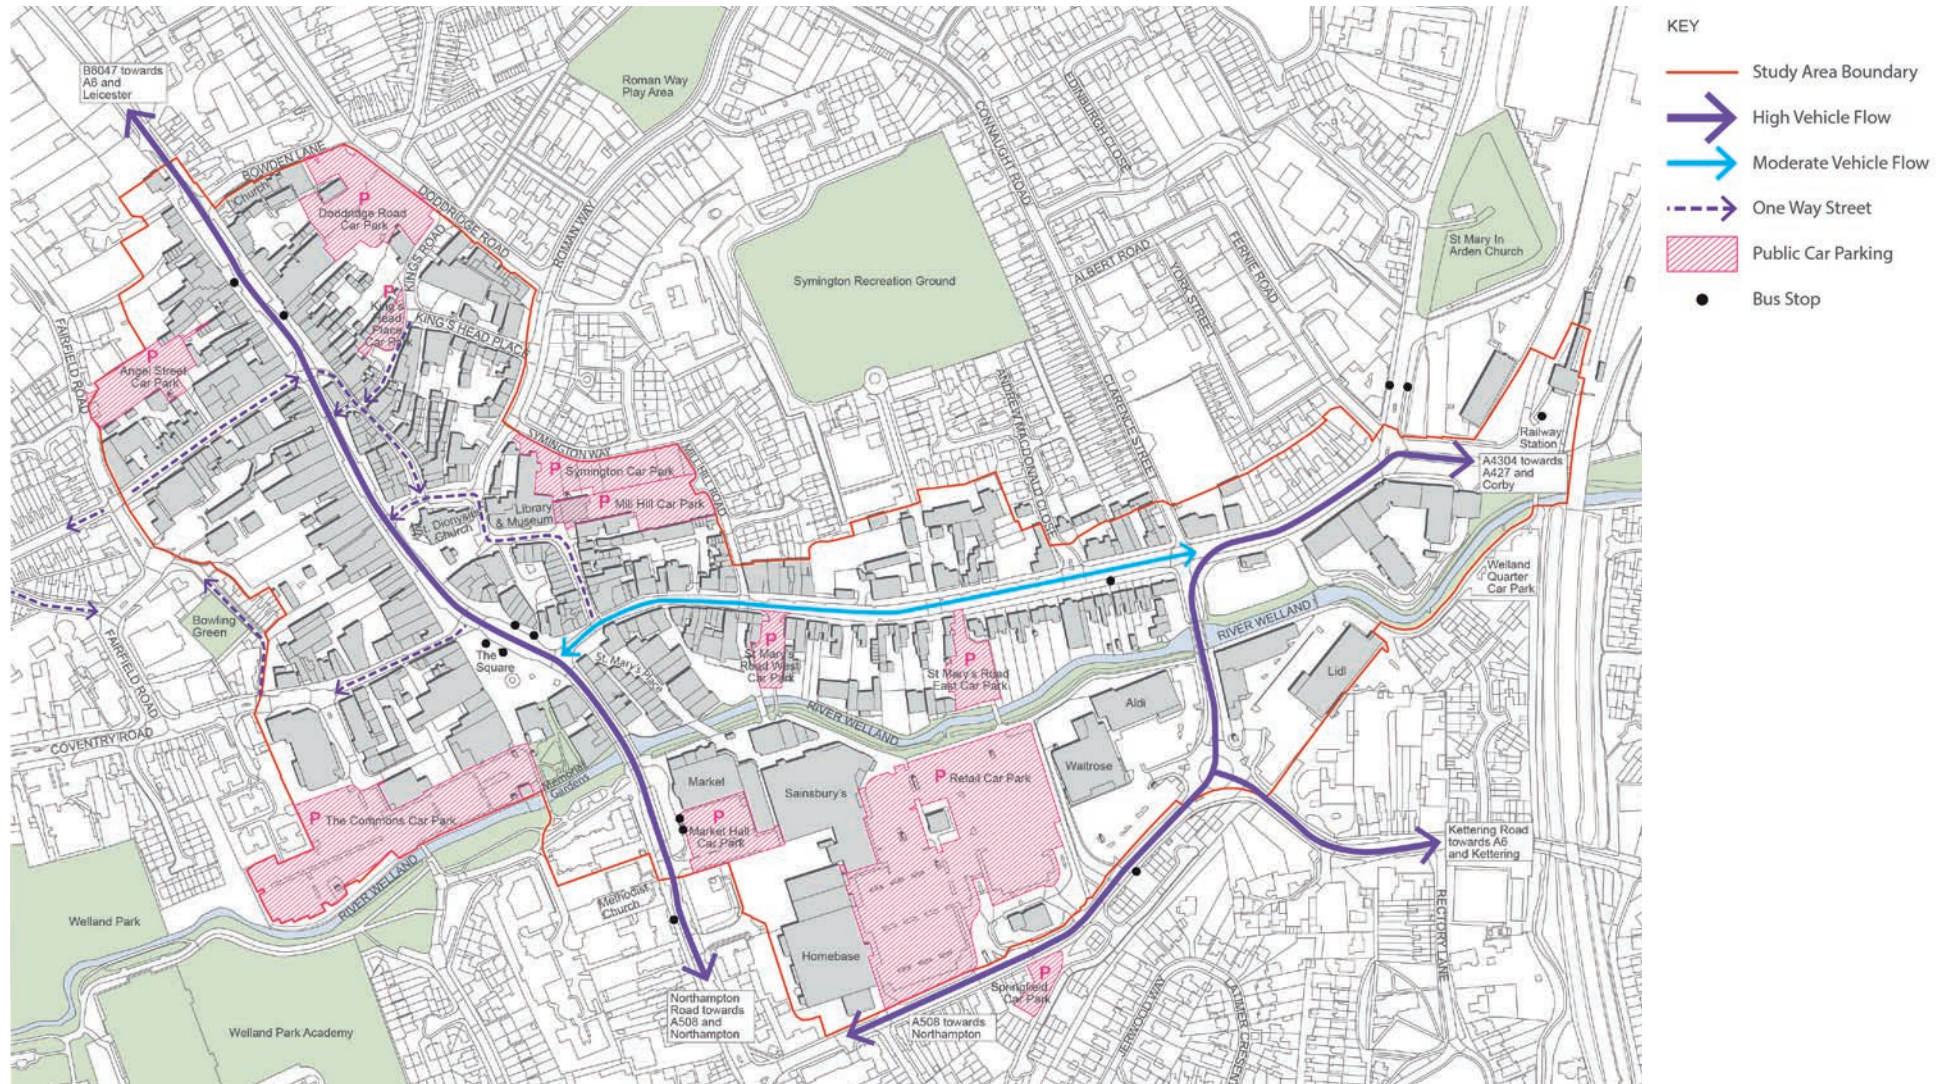 KEY
Study Area Boundary
High Vehicle Flow
Moderate Vehicle Flow
One Way Street
Public Car Parking
Bus Stop
B6047 towards
A6 and
Leicester
Roman Way
Play Area
BOWDEN LANE
Church
P
Doddridge Road
Car Park
DODDRIDGE ROAD
KINGS ROAD
ROMAN WAY
CONNAUGHT ROAD
EDINBURGH CLOSE
Symington Recreation Ground
ALBERT ROAD
YORK STREET
FERNIE ROAD
St Mary In
Arden Church
FAIRFIELD ROAD
P
Angel Street
Car Park
P
King's
Head
Place
Car Park
KING'S HEAD PLACE
ANDREW MACDONALD CLOSE
CLARENCE STREET
Railway
Station
A4304 towards
A427 and
Corby
SYMINGTON WAY
MILL HILL ROAD
P
Symington Car Park
P
Mill Hill Car Park
Library
& Museum
St. Dionysius
Church
Welland
Quarter
Car Park
Bowling
Green
FAIRFIELD ROAD
The
Square
St. Mary's Place
P
St Mary's
Road West
Car Park
P
St Mary's Road
East Car Park
RIVER WELLAND
Lidl
Aldi
RIVER WELLAND
COVENTRY ROAD
Memorial
Gardens
Market
Sainsbury's
P
Retail Car Park
Waitrose
P
The Commons Car Park
P
Market Hall
Car Park
Kettering Road
towards A6
and Kettering
RIVER WELLAND
Methodist
Church
RECTORY LANE
Welland Park
Homebase
P
Springfield
Car Park
JERWOOD WAY
LATIMER CRESENT
Northampton
Road towards
A508 and
Northampton
A508 towards
Northampton
Welland Park Academy